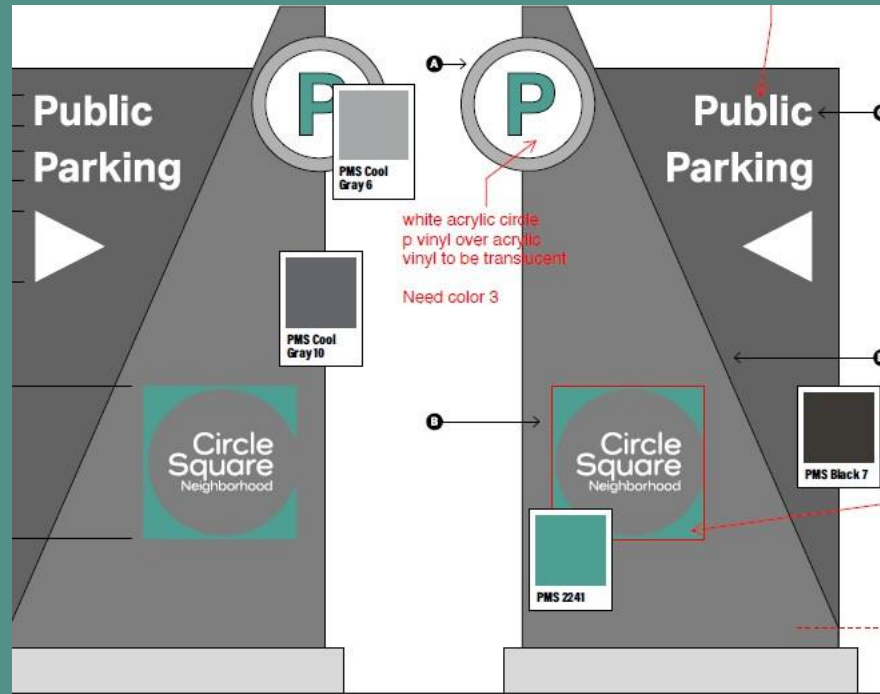 Public
Parking
P
PMS Cool
Gray 6
PMS Cool
Gray 10
Circle
Square
Neighborhood
A
P
white acrylic circle
p vinyl over acrylic
vinyl to be translucent
Need color 3
Public
Parking
B
Circle
Square
Neighborhood
PMS Black 7
PMS 2241